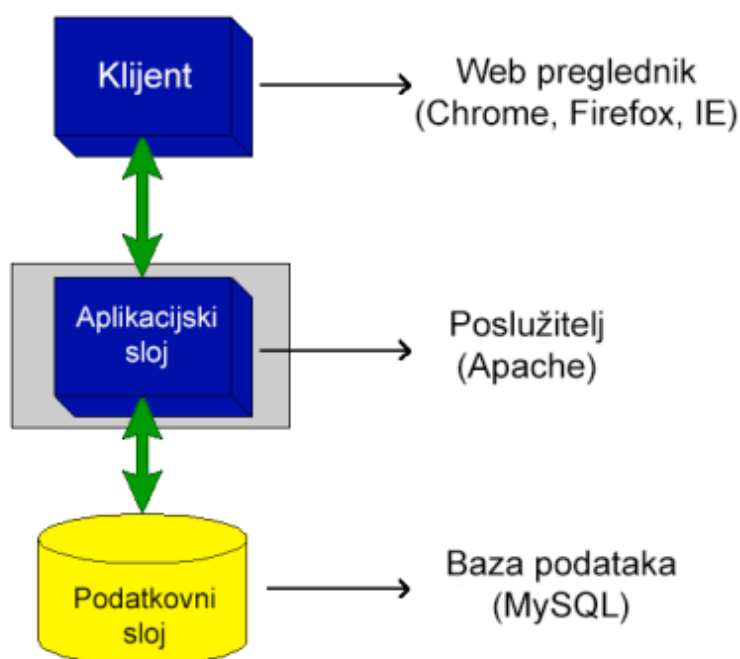 Klijent
Web preglednik
(Chrome, Firefox, IE)
Aplikacijski
sloj
Poslužitelj
(Apache)
Podatkovni
sloj
Baza podataka
(MySQL)